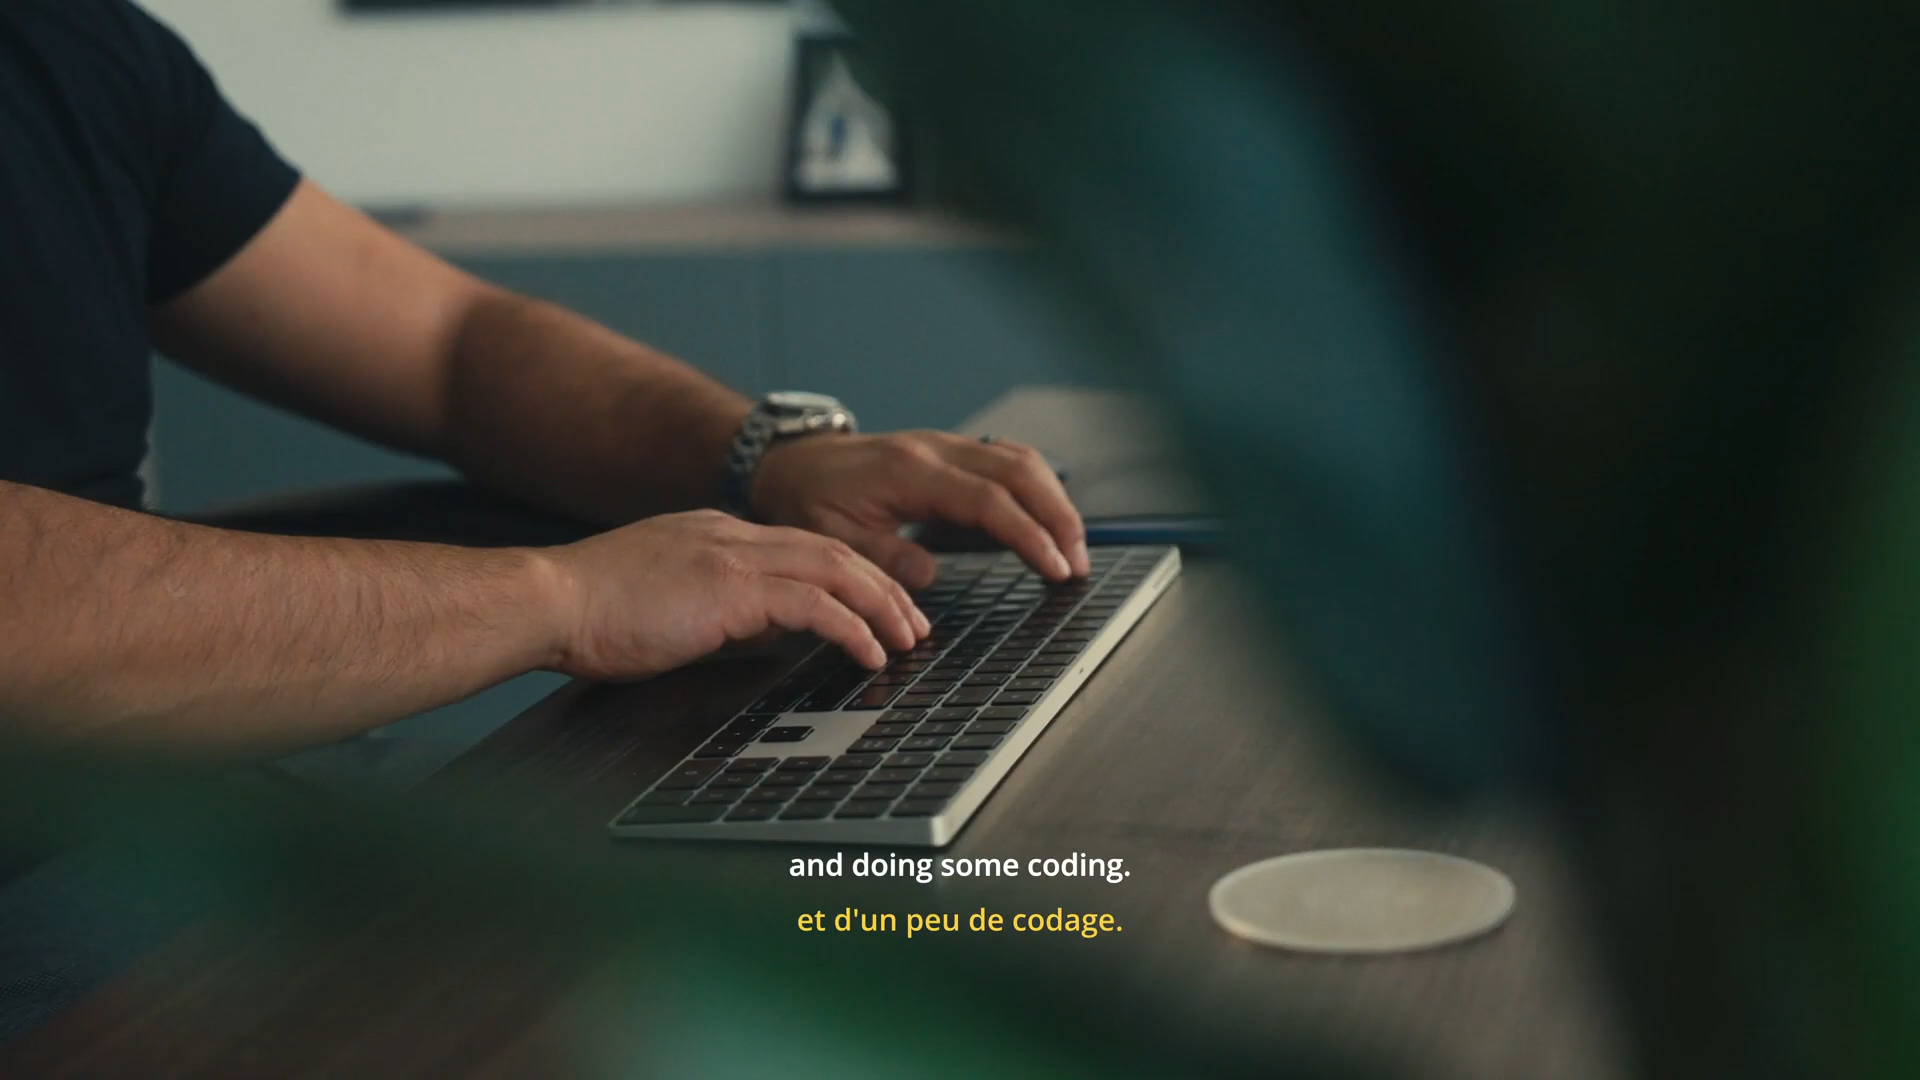 and doing some coding.
et d'un peu de codage.